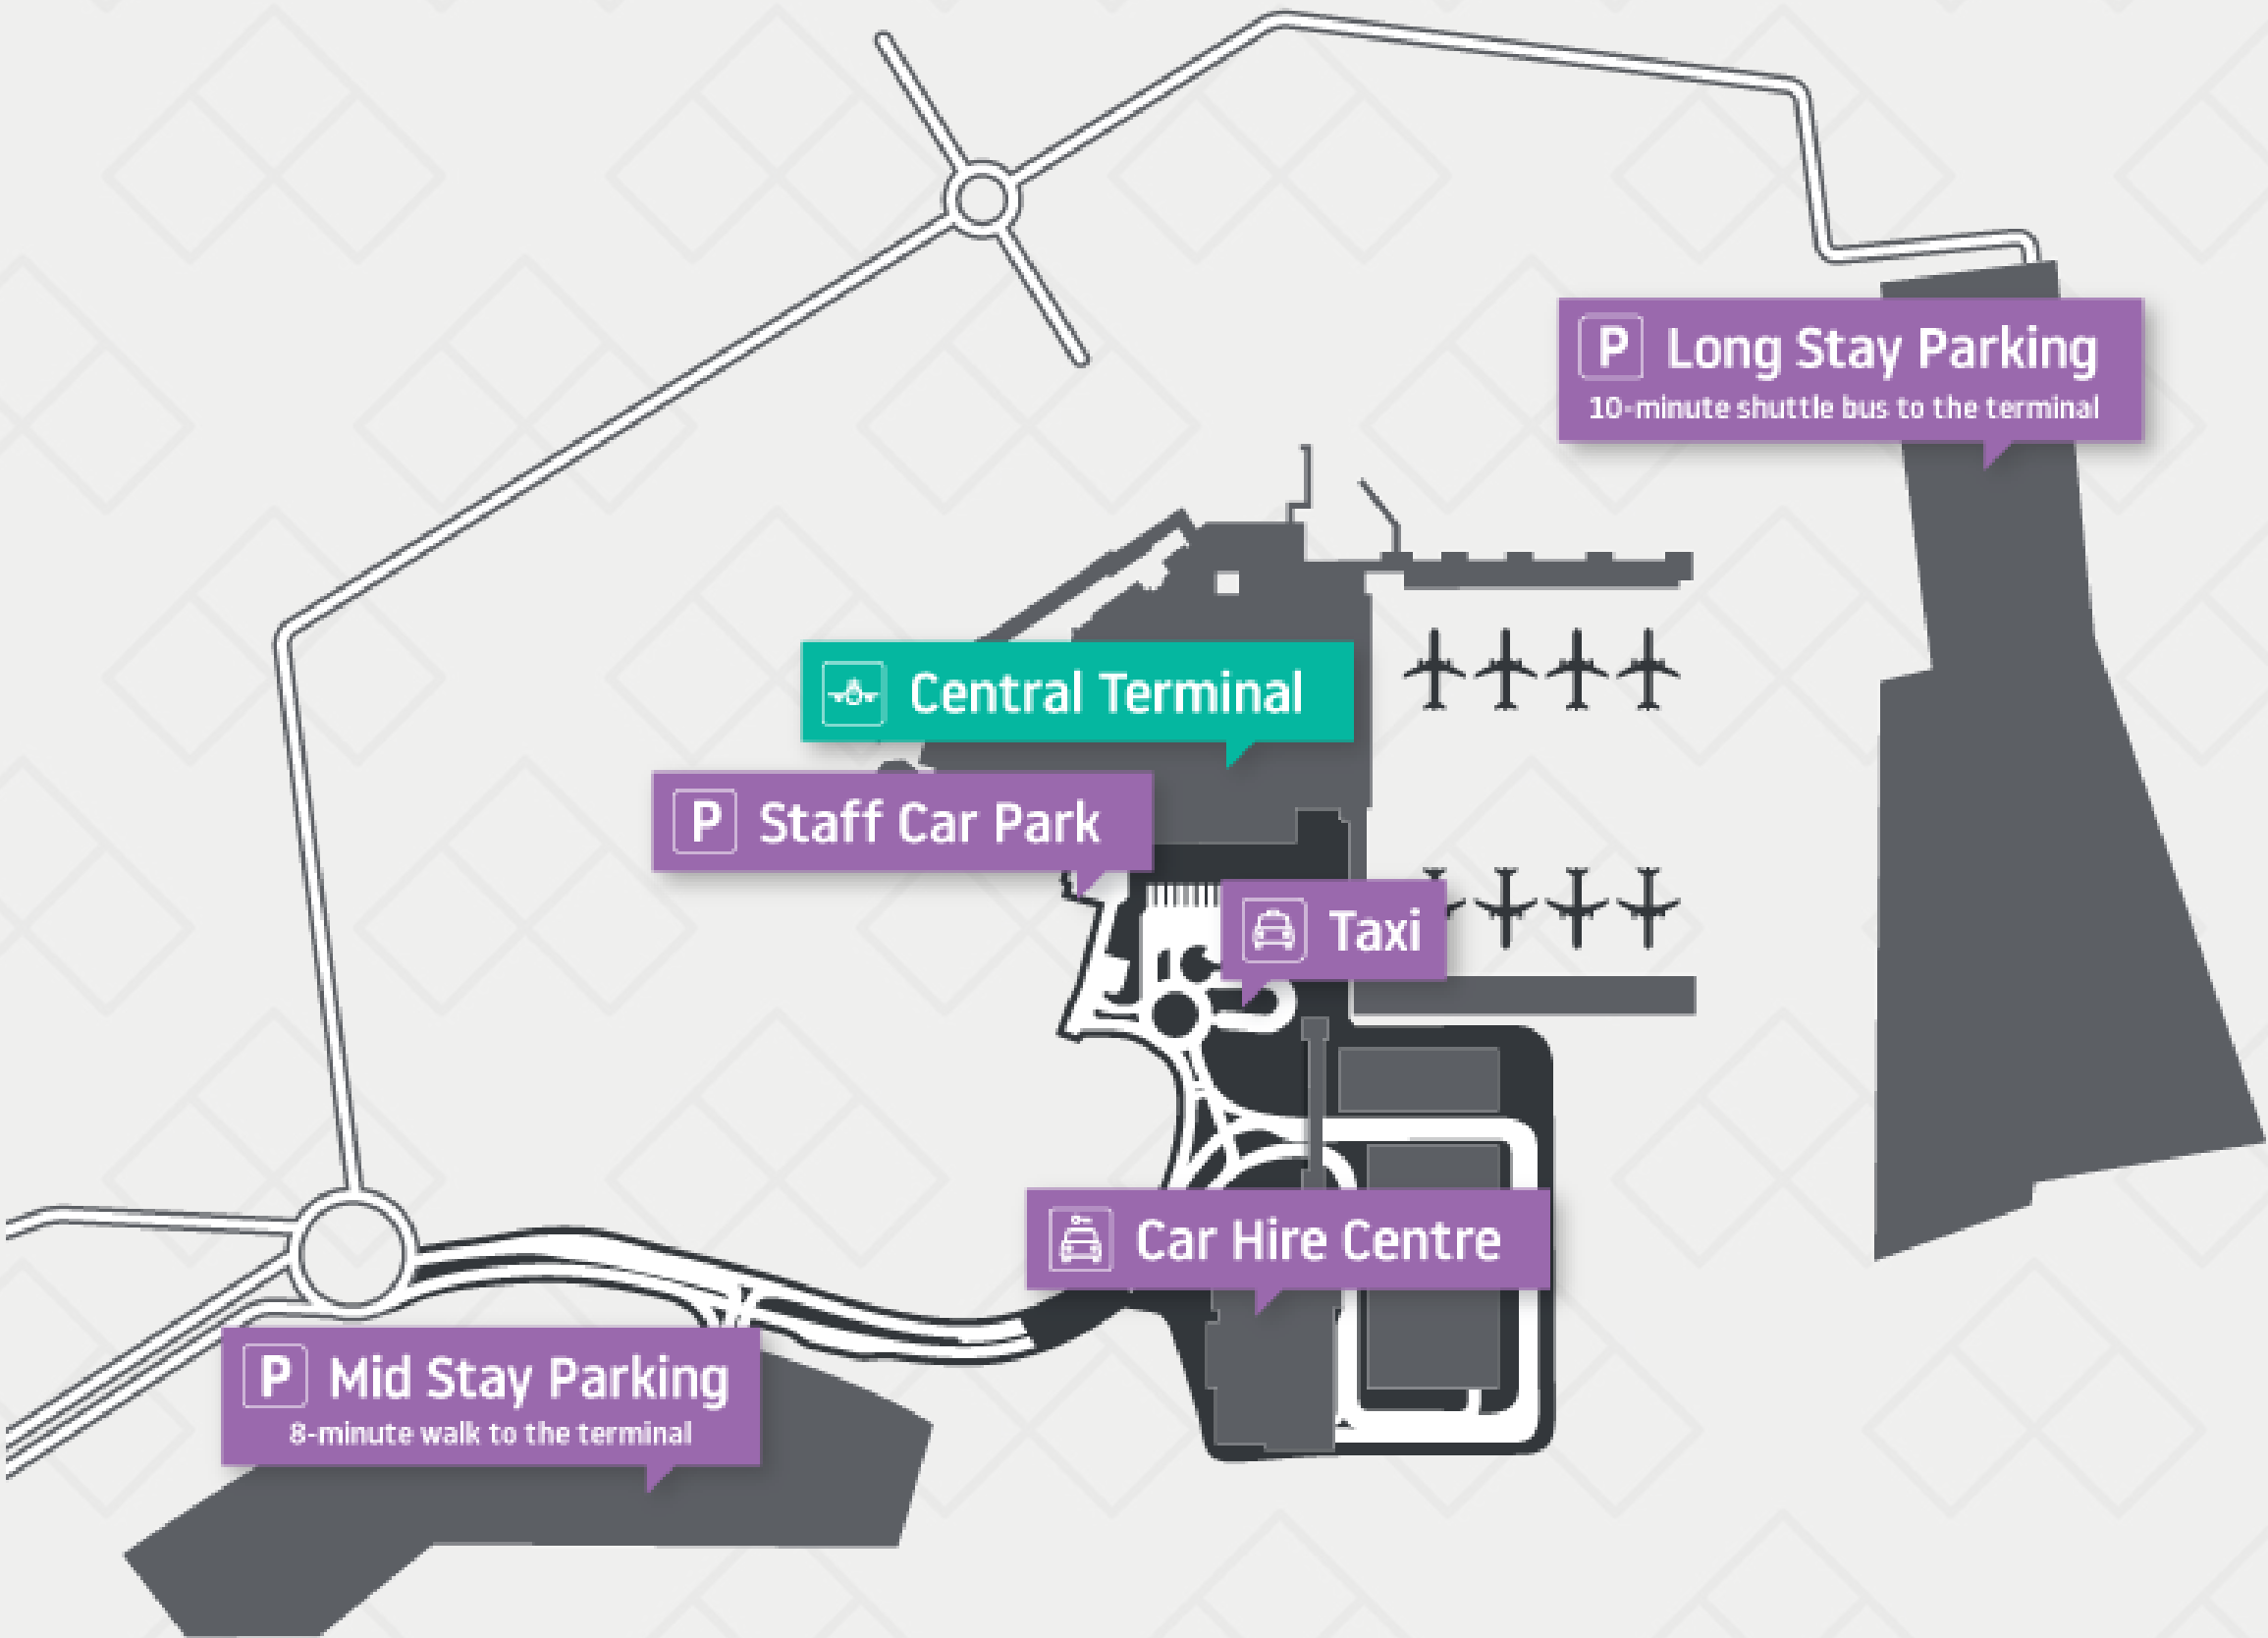 P Long Stay Parking
10-minute shuttle bus to the terminal
Central Terminal
P Staff Car Park
Taxi
Car Hire Centre
P Mid Stay Parking
8-minute walk to the terminal